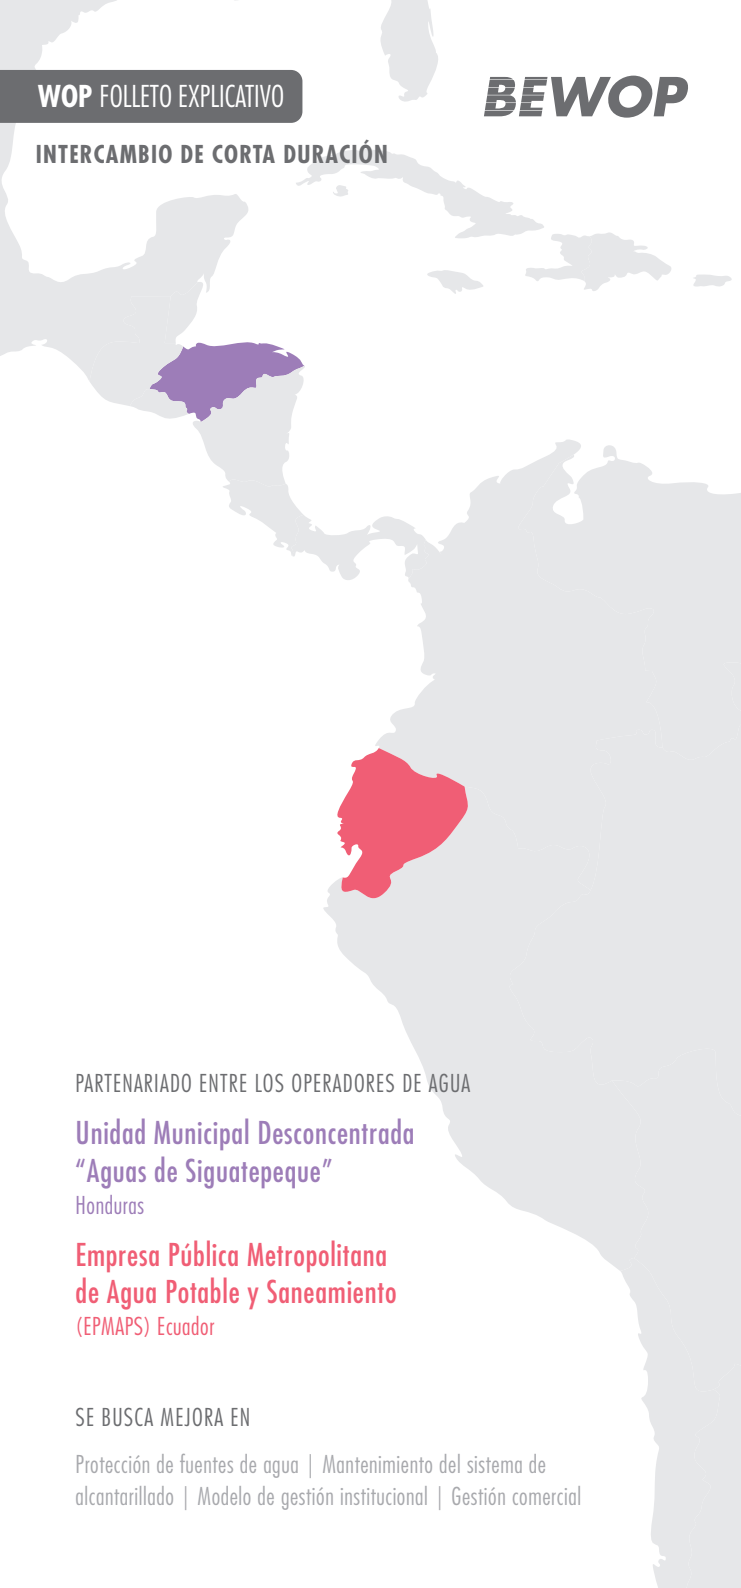 WOP FOLLETO EXPLICATIVO
BEWOP
INTERCAMBIO DE CORTA DURACIÓN
PARTENARIADO ENTRE LOS OPERADORES DE AGUA
Unidad Municipal Desconcentrada
“Aguas de Siguatepeque”
Honduras
Empresa Pública Metropolitana
de Agua Potable y Saneamiento
(EPMAPS) Ecuador
SE BUSCA MEJORA EN
Protección de fuentes de agua | Mantenimiento del sistema de
alcantarillado | Modelo de gestión institucional | Gestión comercial